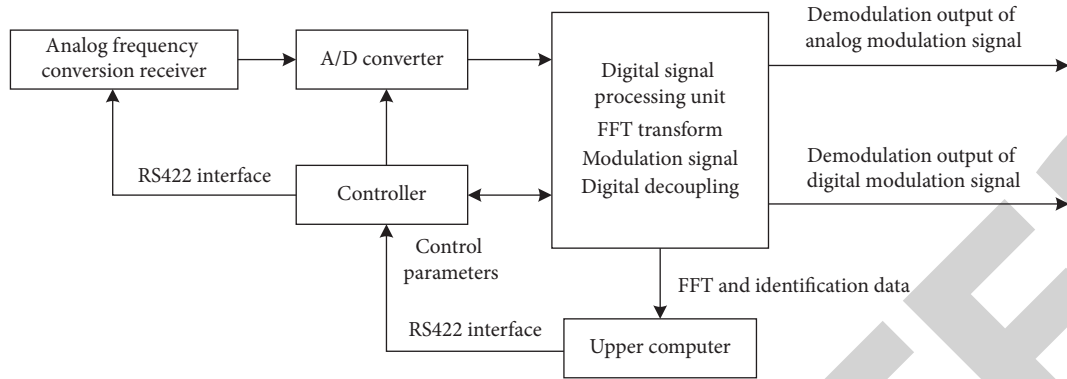 Analog frequency
conversion receiver
A/D converter
Digital signal
processing unit
FFT transform
Modulation signal
Digital decoupling
Demodulation output of
analog modulation signal
Demodulation output of
digital modulation signal
RS422 interface
Controller
Control
parameters
FFT and identification data
RS422 interface
Upper computer